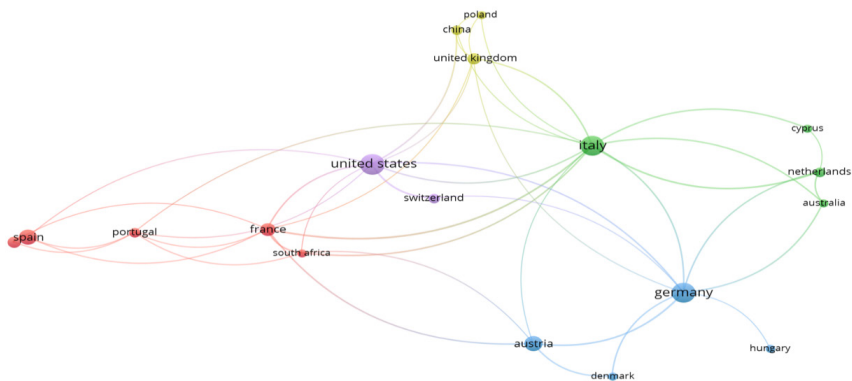 poland
china
united kingdom
cyprus
italy
united states
netherlands
switzerland
australia
france
portugal
spain
south africa
germany
austria
hungary
denmark